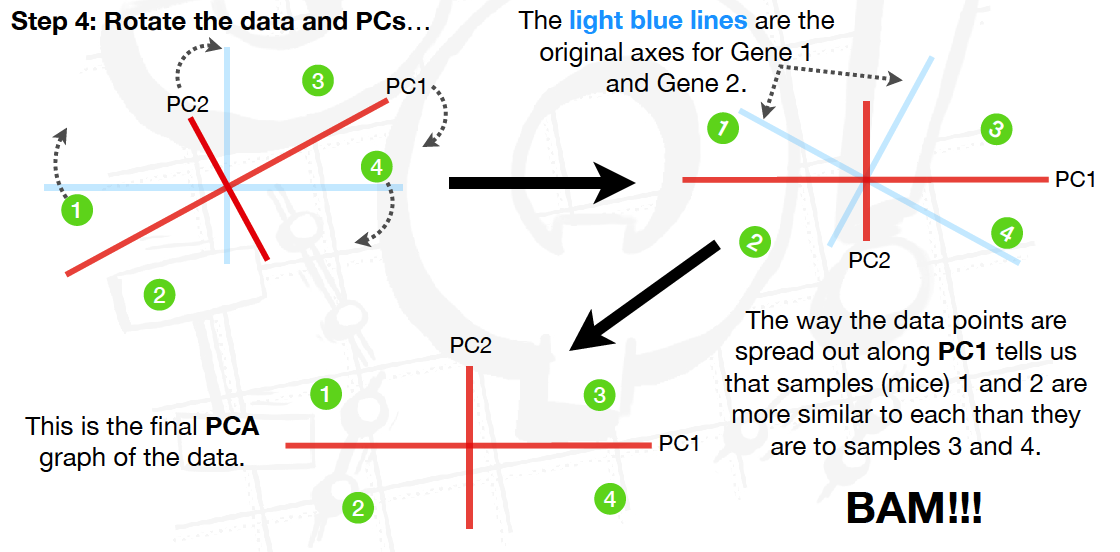 Step 4: Rotate the data and PCs…
PC2
3
PC1
4
1
2
The light blue lines are the
original axes for Gene 1
and Gene 2.
1
3
PC1
2
4
PC2
The way the data points are
spread out along PC1 tells us
that samples (mice) 1 and 2 are
more similar to each than they
are to samples 3 and 4.
BAM!!!
PC2
1
3
PC1
2
4
This is the final PCA
graph of the data.